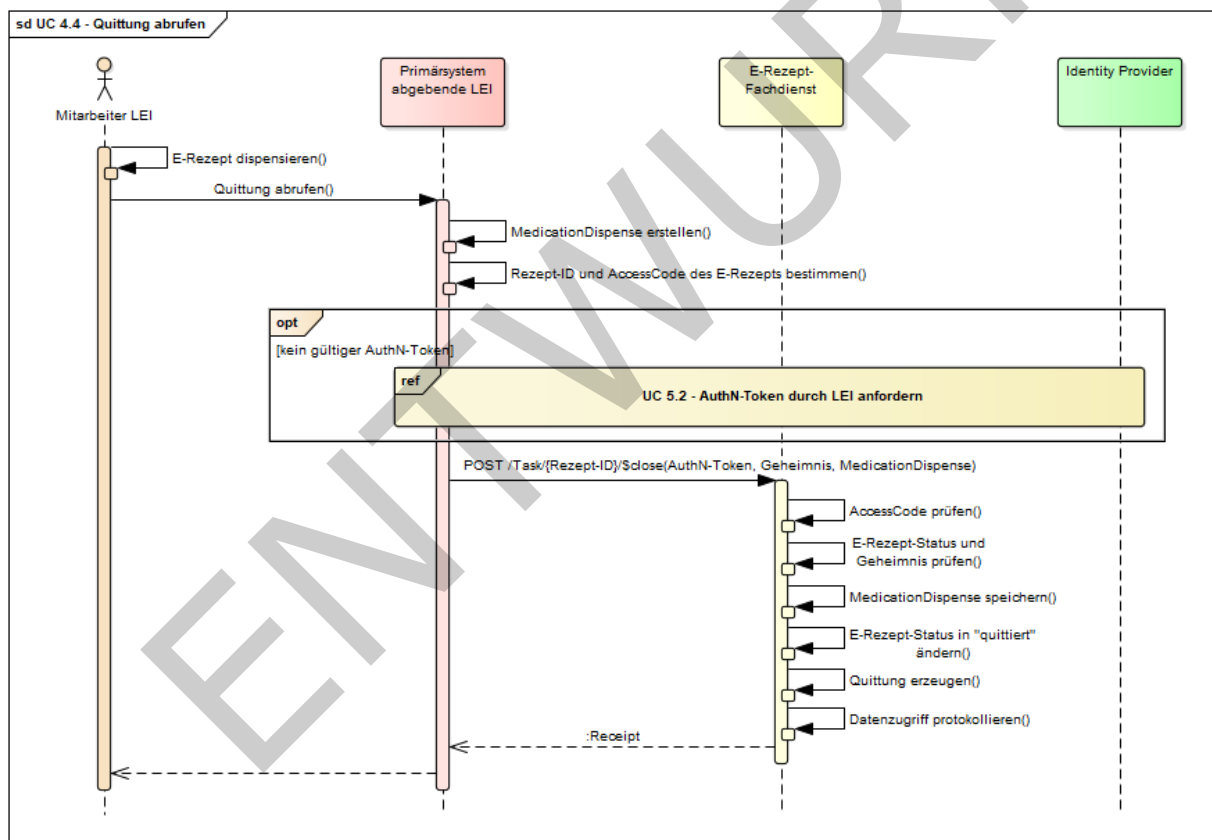 sd UC 4.4 - Quittung abrufen
Mitarbeiter LEI
Primärsystem
abgebende LEI
E-Rezept-
Fachdienst
Identity Provider
E-Rezept dispensieren()
Quittung abrufen()
MedicationDispense erstellen()
Rezept-ID und AccessCode des E-Rezepts bestimmen()
opt
[kein gültiger AuthN-Token]
ref
UC 5.2 - AuthN-Token durch LEI anfordern
POST /Task/{Rezept-ID}/$close(AuthN-Token, Geheimnis, MedicationDispense)
AccessCode prüfen()
E-Rezept-Status und
Geheimnis prüfen()
MedicationDispense speichern()
E-Rezept-Status in "quittiert"
ändern()
Quittung erzeugen()
Datenzugriff protokollieren()
:Receipt
ENTWURF